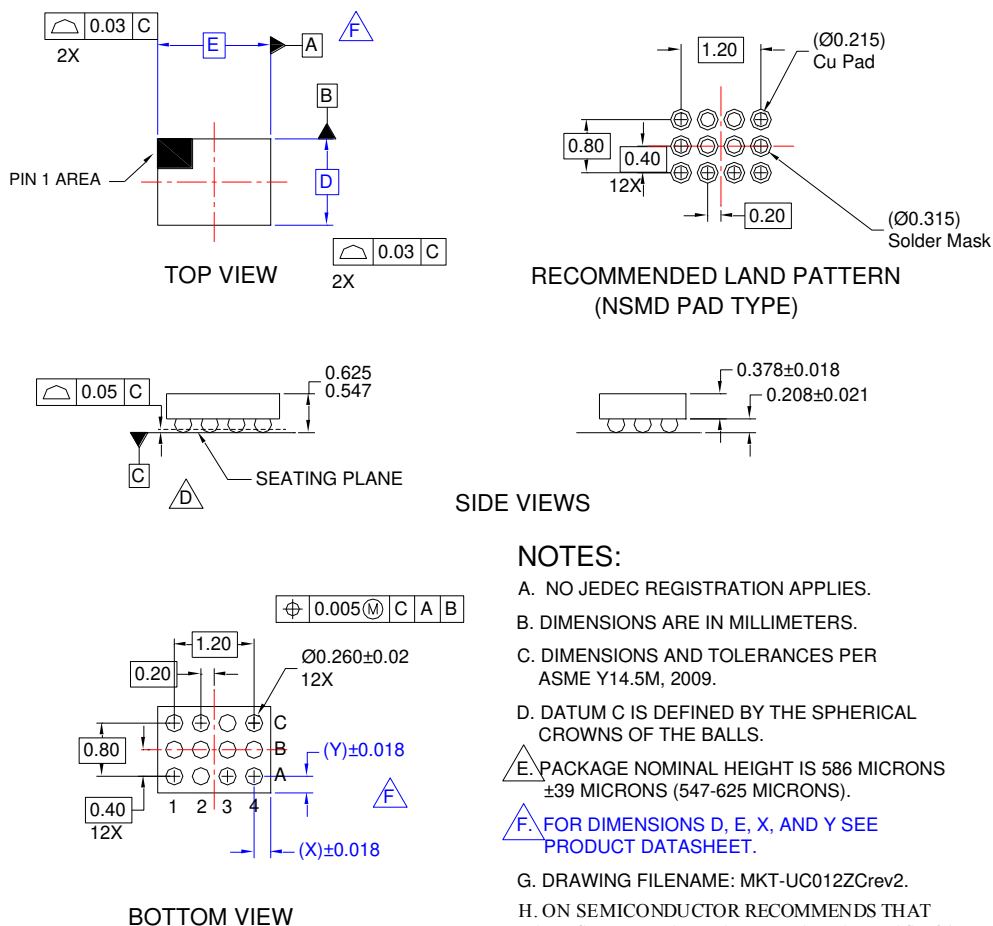 ⌓ 0.03 C
2X
E
A
F
B
PIN 1 AREA
D
⌓ 0.03 C
2X
TOP VIEW
1.20
(Ø0.215)
Cu Pad
0.80
0.40
12X
0.20
(Ø0.315)
Solder Mask
RECOMMENDED LAND PATTERN
(NSMD PAD TYPE)
⌓ 0.05 C
0.625
0.547
C
D
SEATING PLANE
0.378±0.018
0.208±0.021
SIDE VIEWS
⌖ 0.005Ⓜ C A B
1.20
0.20
Ø0.260±0.02
12X
0.80
C
B
A
(Y)±0.018
F
0.40
12X
1 2 3 4
(X)±0.018
BOTTOM VIEW
NOTES:
A. NO JEDEC REGISTRATION APPLIES.
B. DIMENSIONS ARE IN MILLIMETERS.
C. DIMENSIONS AND TOLERANCES PER
ASME Y14.5M, 2009.
D. DATUM C IS DEFINED BY THE SPHERICAL
CROWNS OF THE BALLS.
E. PACKAGE NOMINAL HEIGHT IS 586 MICRONS
±39 MICRONS (547-625 MICRONS).
F. FOR DIMENSIONS D, E, X, AND Y SEE
PRODUCT DATASHEET.
G. DRAWING FILENAME: MKT-UC012ZCrev2.
H. ON SEMICONDUCTOR RECOMMENDS THAT